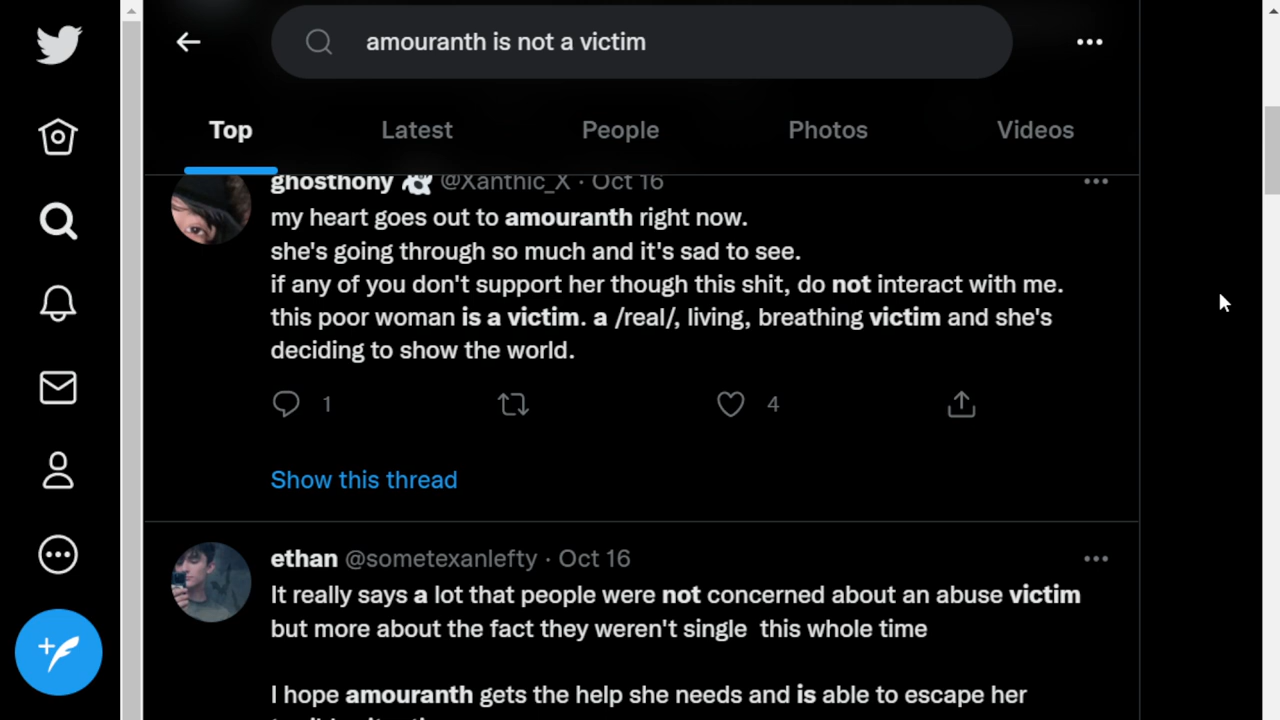 amouranth is not a victim
Top Latest People Photos Videos
ghosthony @Xanthic_X · Oct 16
my heart goes out to amouranth right now.
she's going through so much and it's sad to see.
if any of you don't support her though this shit, do not interact with me.
this poor woman is a victim. a /real/, living, breathing victim and she's
deciding to show the world.
1 4
Show this thread
ethan @sometexanlefty · Oct 16
It really says a lot that people were not concerned about an abuse victim
but more about the fact they weren't single this whole time
I hope amouranth gets the help she needs and is able to escape her